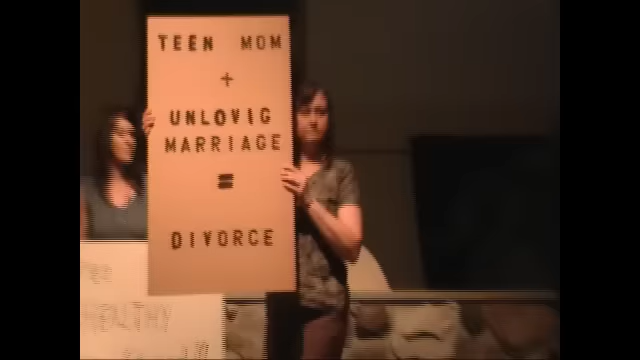 TEEN MOM
+
UNLOVIG
MARRIAGE
=
DIVORCE
HEALTHY